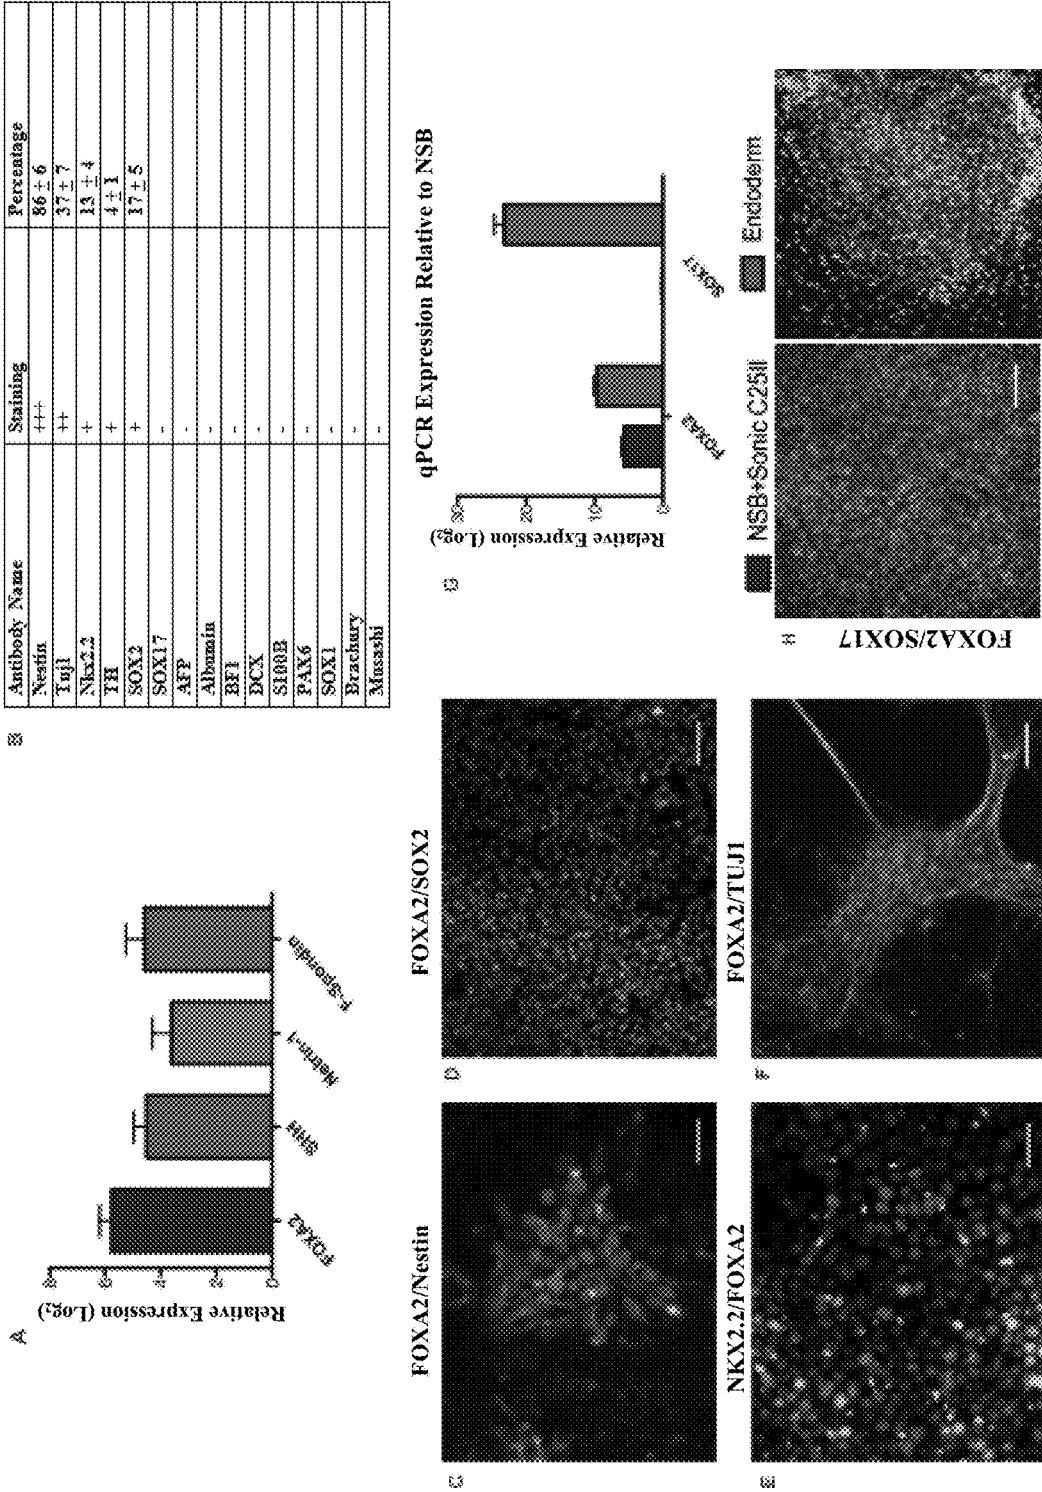 A
Relative Expression (Log2)
8
6
4
2
0
FOXA2
SHH
Netrin-1
F-Spondin
B
Antibody Name Staining Percentage
Nestin +++ 86 ± 6
Tuj1 ++ 37 ± 7
Nkx2.2 + 13 ± 4
TH + 4 ± 1
SOX2 + 17 ± 5
SOX17 -
AFP -
Albumin -
BF1 -
DCX -
S100B -
PAX6 -
SOX1 -
Brachury -
Musashi -
C
FOXA2/Nestin
D
FOXA2/SOX2
E
NKX2.2/FOXA2
F
FOXA2/TUJ1
G
qPCR Expression Relative to NSB
Relative Expression (Log2)
30
20
10
0
FOXA2
SOX17
NSB+Sonic C25II
Endoderm
H
FOXA2/SOX17